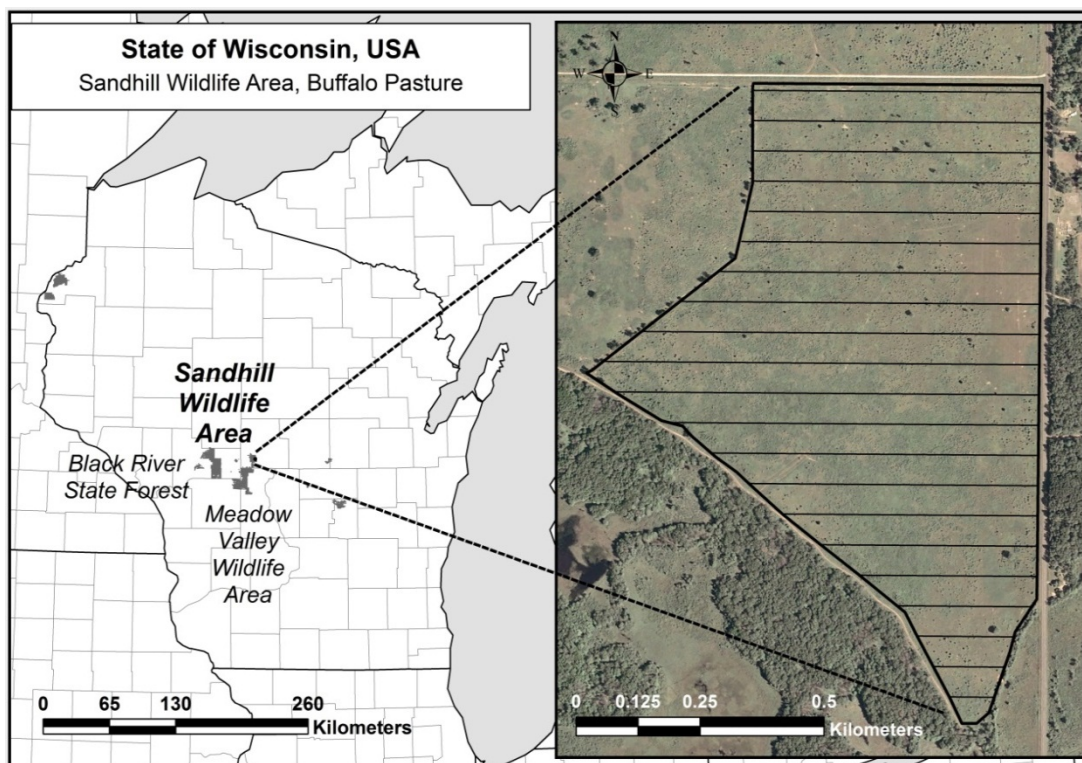 State of Wisconsin, USA
Sandhill Wildlife Area, Buffalo Pasture
N
W E
S
Sandhill
Wildlife
Area
Black River
State Forest
Meadow
Valley
Wildlife
Area
0 65 130 260
Kilometers
0 0.125 0.25 0.5
Kilometers